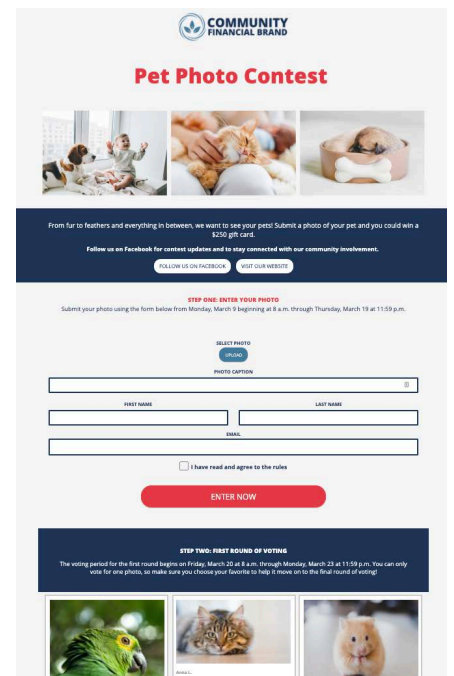 COMMUNITY
FINANCIAL BRAND
Pet Photo Contest
From fur to feathers and everything in between, we want to see your pets! Submit a photo of your pet and you could win a
$250 gift card.
Follow us on Facebook for contest updates and to stay connected with our community involvement.
FOLLOW US ON FACEBOOK VISIT OUR WEBSITE
STEP ONE: ENTER YOUR PHOTO
Submit your photo using the form below from Monday, March 9 beginning at 8 a.m. through Thursday, March 19 at 11:59 p.m.
SELECT PHOTO
UPLOAD
PHOTO CAPTION
FIRST NAME LAST NAME
EMAIL
I have read and agree to the rules
ENTER NOW
STEP TWO: FIRST ROUND OF VOTING
The voting period for the first round begins on Friday, March 20 at 8 a.m. through Monday, March 23 at 11:59 p.m. You can only
vote for one photo, so make sure you choose your favorite to help it move on to the final round of voting!
Anna L.